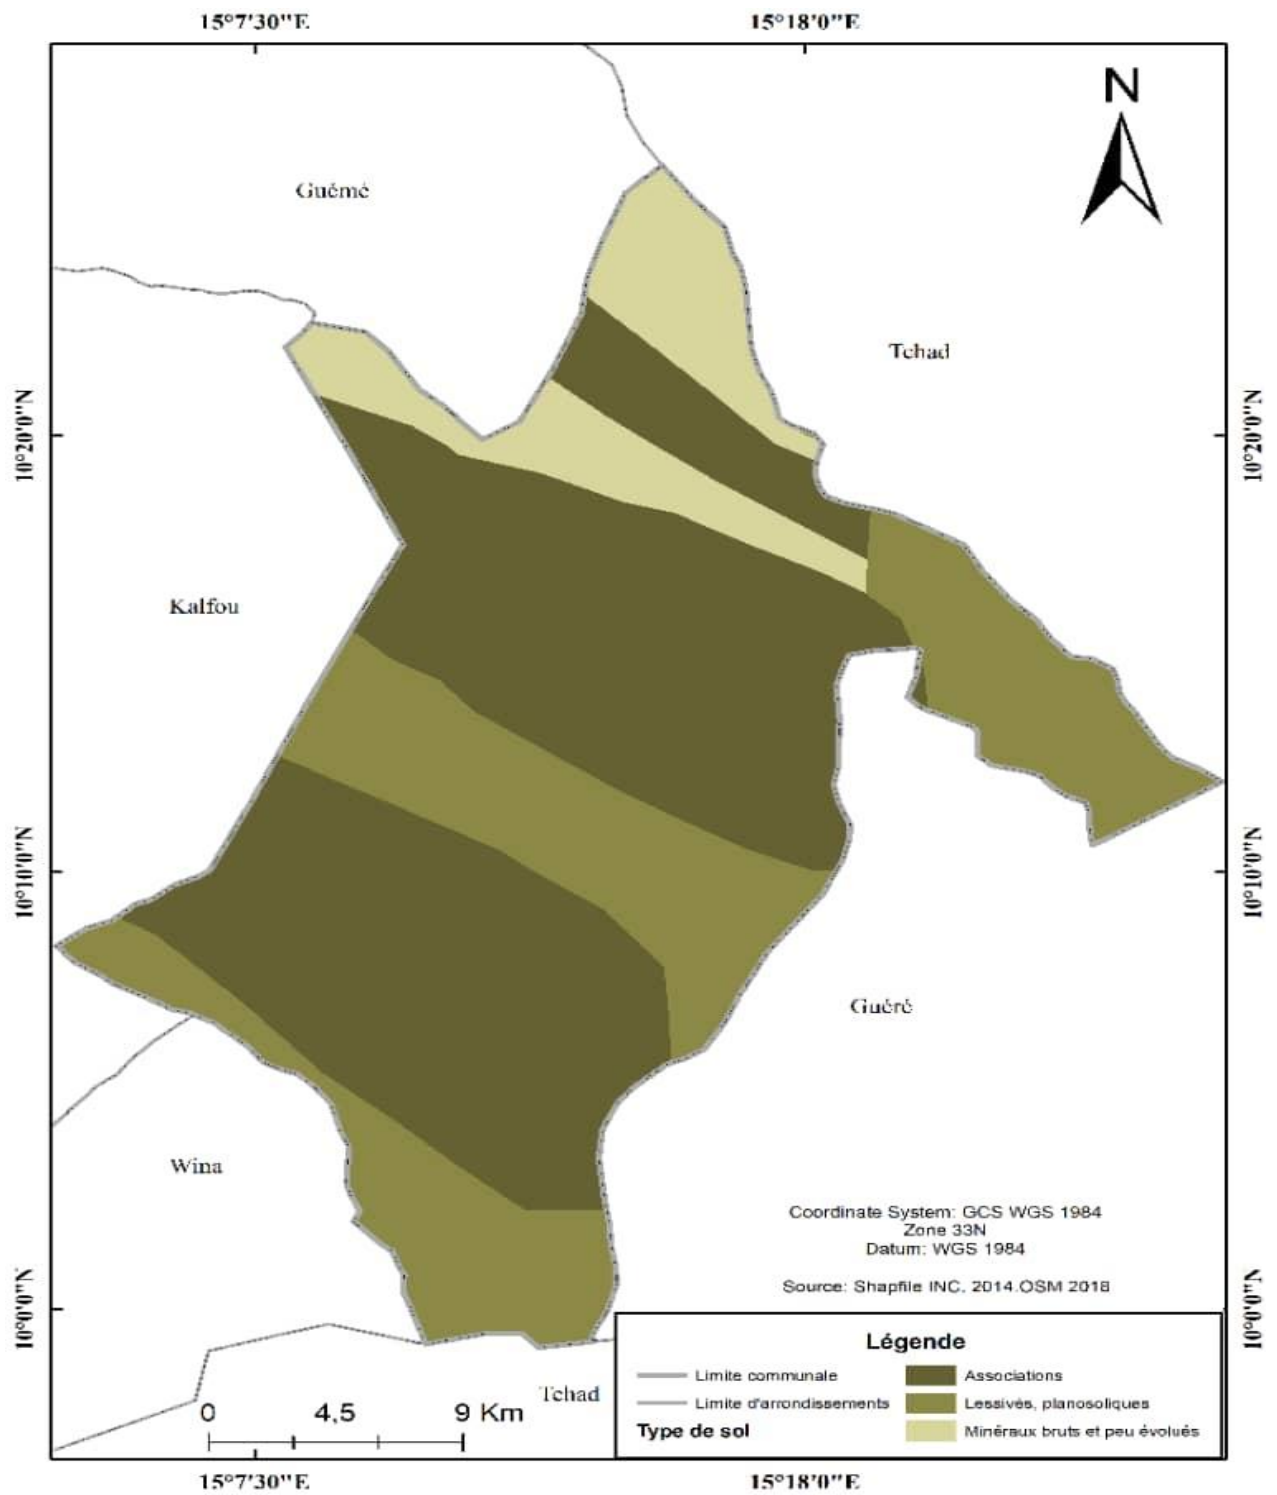 15°7'30"E
15°18'0"E
N
Guémé
Tchad
10°20'0"N
10°20'0"N
Kalfou
10°10'0"N
10°10'0"N
Guéré
Wina
Coordinate System: GCS WGS 1984
Zone 33N
Datum: WGS 1984
Source: Shapfile INC, 2014.OSM 2018
10°0'0"N
10°0'0"N
Légende
Limite communale
Associations
Limite d'arrondissements
Lessivés, planosoliques
Type de sol
Minéraux bruts et peu évolués
Tchad
0 4,5 9 Km
15°7'30"E
15°18'0"E